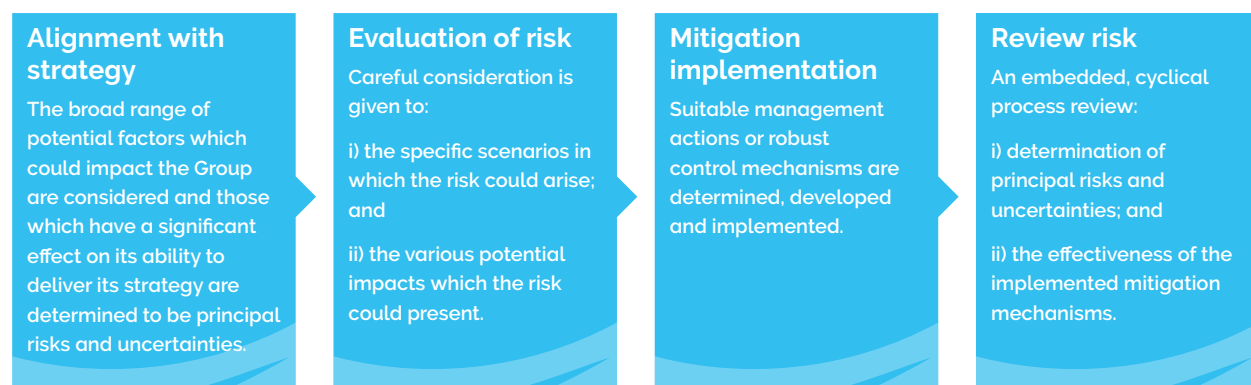 Alignment with
strategy
The broad range of
potential factors which
could impact the Group
are considered and those
which have a significant
effect on its ability to
deliver its strategy are
determined to be principal
risks and uncertainties.
Evaluation of risk
Careful consideration is
given to:
i) the specific scenarios in
which the risk could arise;
and
ii) the various potential
impacts which the risk
could present.
Mitigation
implementation
Suitable management
actions or robust
control mechanisms are
determined, developed
and implemented.
Review risk
An embedded, cyclical
process review:
i) determination of
principal risks and
uncertainties; and
ii) the effectiveness of the
implemented mitigation
mechanisms.